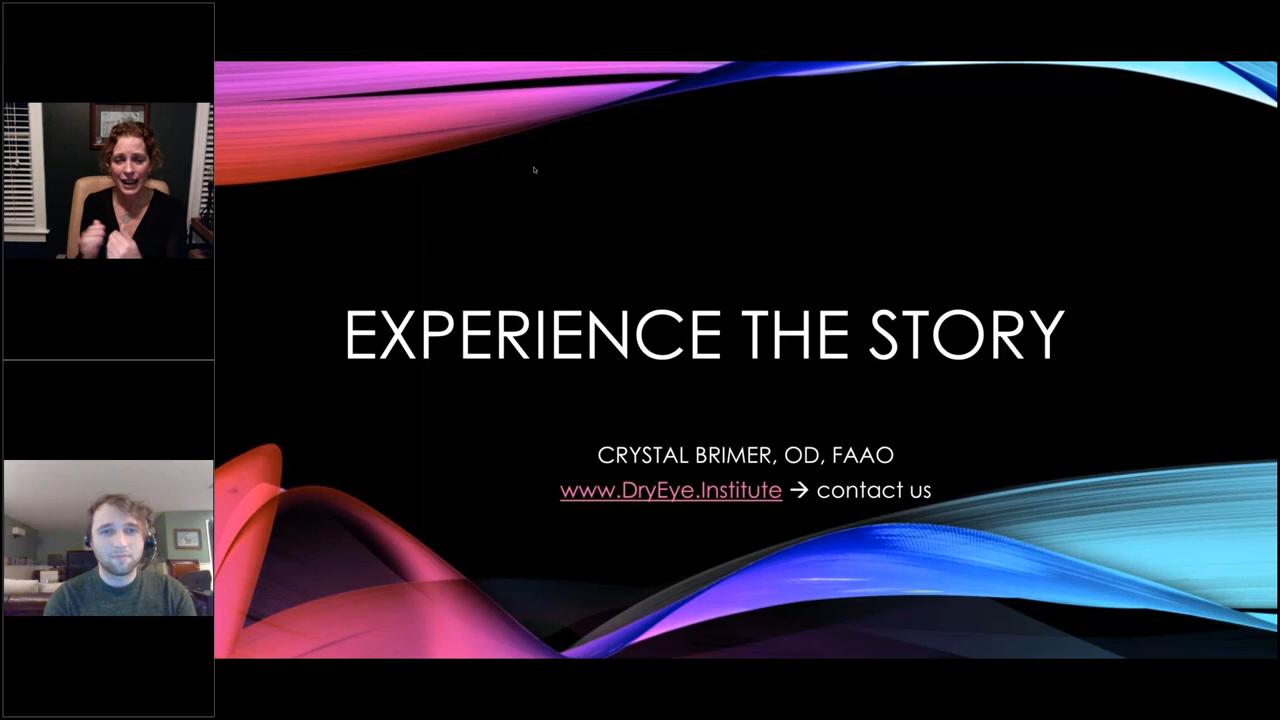 EXPERIENCE THE STORY
CRYSTAL BRIMER, OD, FAAO
www.DryEye.Institute → contact us